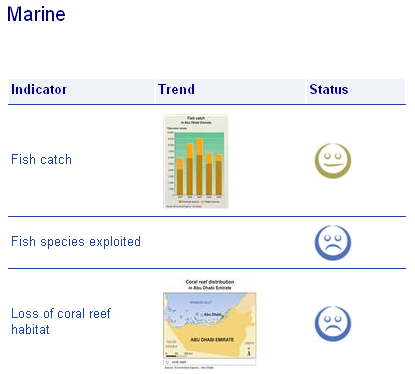 Marine
Indicator Trend Status
Fish catch
in Abu Dhabi Emirate
Fish catch
Fish species exploited
Coral reef distribution
in Abu Dhabi Emirate
Abu Dhabi
ABU DHABI EMIRATE
Loss of coral reef
habitat